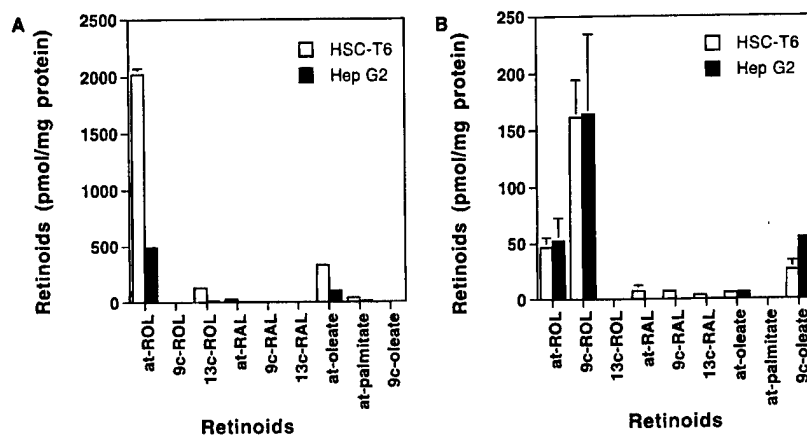 A
HSC-T6
Hep G2
Retinoids (pmol/mg protein)
2500
2000
1500
1000
500
0
at-ROL
9c-ROL
13c-ROL
at-RAL
9c-RAL
13c-RAL
at-oleate
at-palmitate
9c-oleate
Retinoids
B
HSC-T6
Hep G2
Retinoids (pmol/mg protein)
250
200
150
100
50
0
at-ROL
9c-ROL
13c-ROL
at-RAL
9c-RAL
13c-RAL
at-oleate
at-palmitate
9c-oleate
Retinoids